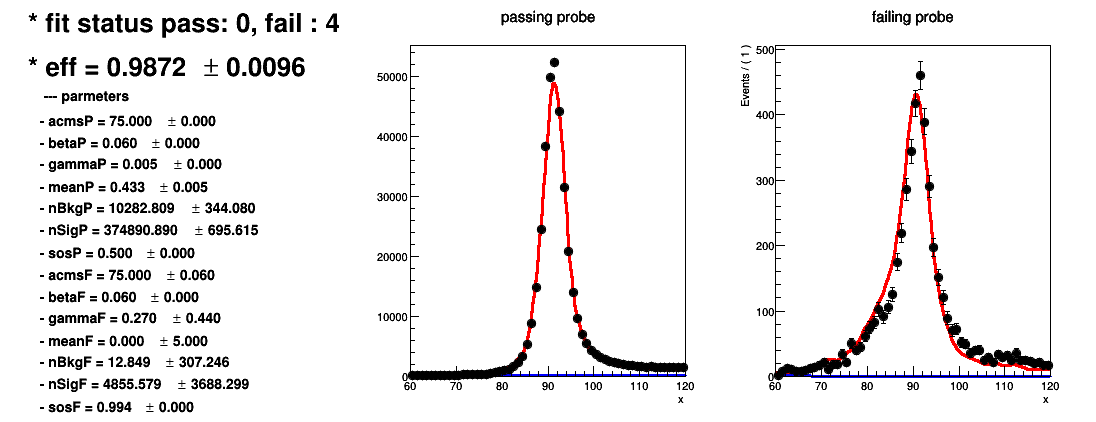 * fit status pass: 0, fail : 4
* eff = 0.9872 ± 0.0096
--- parmeters
- acmsP = 75.000 ± 0.000
- betaP = 0.060 ± 0.000
- gammaP = 0.005 ± 0.000
- meanP = 0.433 ± 0.005
- nBkgP = 10282.809 ± 344.080
- nSigP = 374890.890 ± 695.615
- sosP = 0.500 ± 0.000
- acmsF = 75.000 ± 0.060
- betaF = 0.060 ± 0.000
- gammaF = 0.270 ± 0.440
- meanF = 0.000 ± 5.000
- nBkgF = 12.849 ± 307.246
- nSigF = 4855.579 ± 3688.299
- sosF = 0.994 ± 0.000
passing probe
50000
40000
30000
20000
10000
0
60 70 80 90 100 110 120
x
failing probe
Events / ( 1 )
500
400
300
200
100
0
60 70 80 90 100 110 120
x